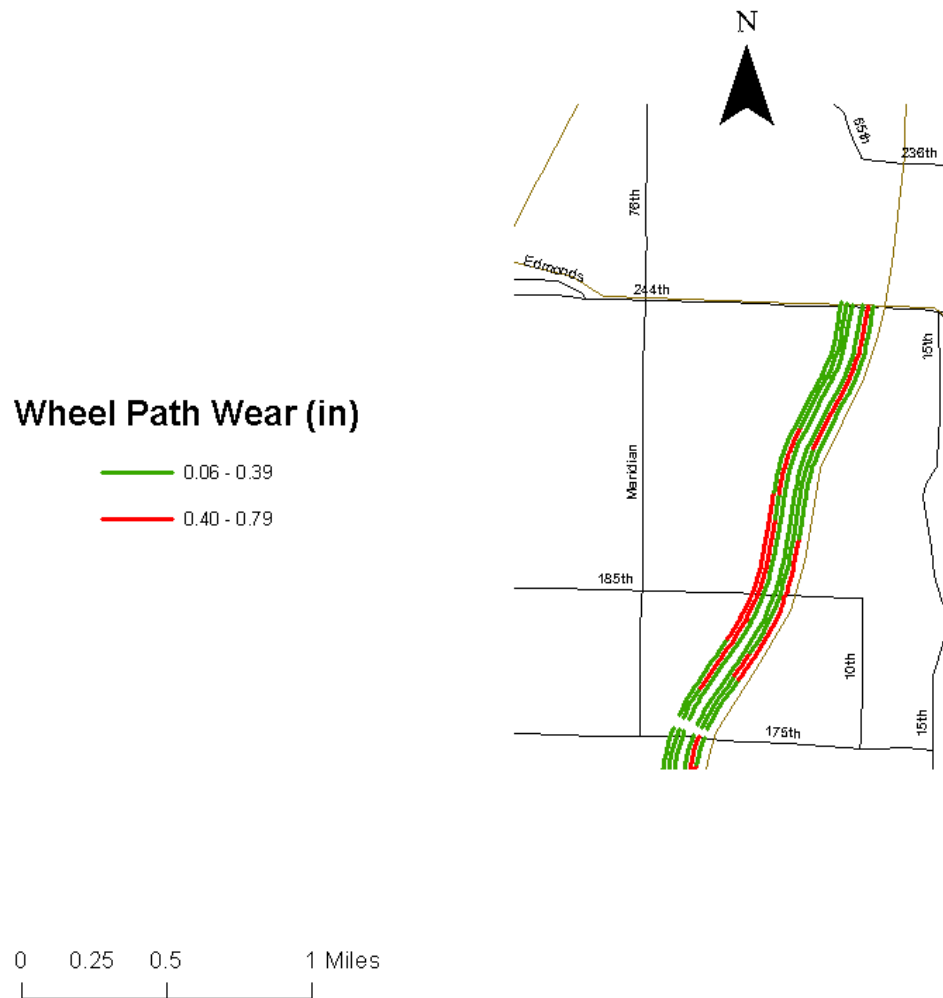 N
65th
236th
76th
Edmonds
244th
15th
Wheel Path Wear (in)
0.06 - 0.39
0.40 - 0.79
Meridian
185th
10th
15th
175th
0 0.25 0.5 1 Miles